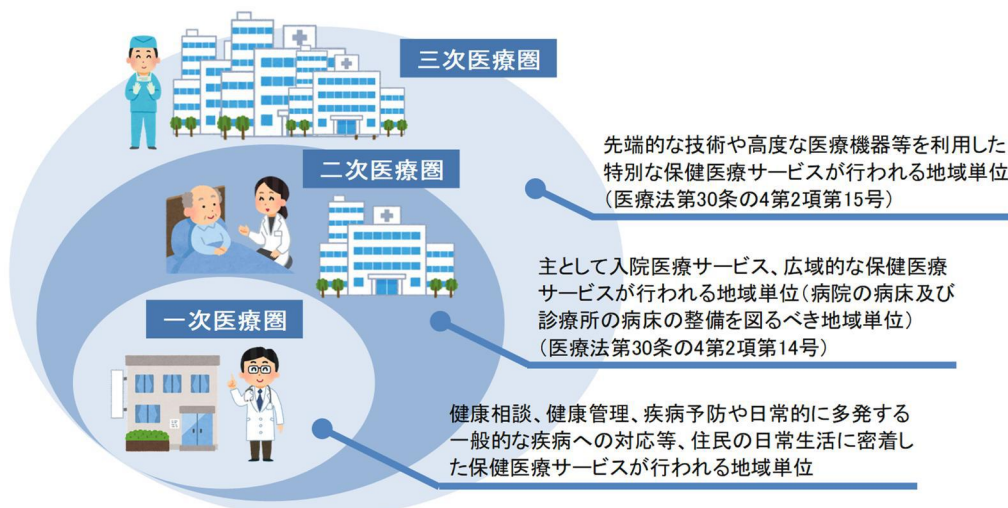 三次医療圏
先端的な技術や高度な医療機器等を利用した
特別な保健医療サービスが行われる地域単位
(医療法第30条の4第2項第15号)
二次医療圏
主として入院医療サービス、広域的な保健医療
サービスが行われる地域単位(病院の病床及び
診療所の病床の整備を図るべき地域単位)
(医療法第30条の4第2項第14号)
一次医療圏
健康相談、健康管理、疾病予防や日常的に多発する
一般的な疾病への対応等、住民の日常生活に密着し
た保健医療サービスが行われる地域単位